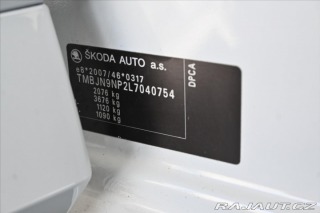 ŠKODA AUTO a.s.
e8*2007/46*0317
TMBJN9NP2L7040754
2076 kg
3676 kg
1120 kg
1090 kg
DPCA
RAJAUT.CZ